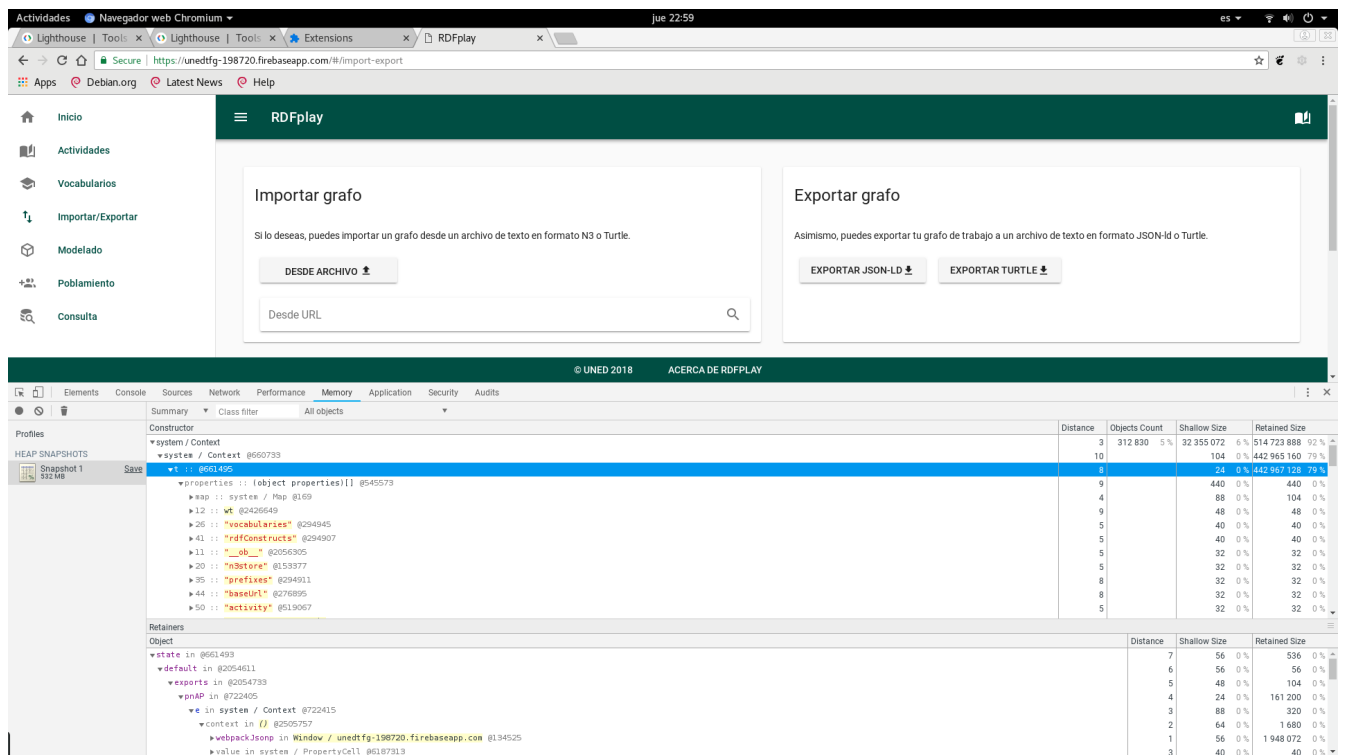 Actividades Navegador web Chromium jue 22:59 es
Lighthouse | Tools Lighthouse | Tools Extensions RDFplay
Secure https://unedtfg-198720.firebaseapp.com/#/import-export
Apps Debian.org Latest News Help
Inicio RDFplay
Actividades
Vocabularios
Importar/Exportar
Modelado
Poblamiento
Consulta
Importar grafo
Si lo deseas, puedes importar un grafo desde un archivo de texto en formato N3 o Turtle.
DESDE ARCHIVO
Desde URL
Exportar grafo
Asimismo, puedes exportar tu grafo de trabajo a un archivo de texto en formato JSON-ld o Turtle.
EXPORTAR JSON-LD EXPORTAR TURTLE
© UNED 2018 ACERCA DE RDFPLAY
Elements Console Sources Network Performance Memory Application Security Audits
Summary Class filter All objects
Profiles
HEAP SNAPSHOTS
Snapshot 1 Save
532 MB
Constructor Distance Objects Count Shallow Size Retained Size
system / Context 3 312 830 5 % 32 355 072 6 % 514 723 888 92 %
system / Context @660733 10 104 0 % 442 965 160 79 %
t :: @661495 8 24 0 % 442 967 128 79 %
properties :: (object properties)[] @545573 9 440 0 % 440 0 %
map :: system / Map @169 4 88 0 % 104 0 %
12 :: wt @2426649 9 48 0 % 48 0 %
26 :: "vocabularies" @294945 5 40 0 % 40 0 %
41 :: "rdfConstructs" @294907 5 40 0 % 40 0 %
11 :: "__ob__" @2056305 5 32 0 % 32 0 %
20 :: "n3store" @153377 5 32 0 % 32 0 %
35 :: "prefixes" @294911 8 32 0 % 32 0 %
44 :: "baseUrl" @276895 8 32 0 % 32 0 %
50 :: "activity" @519067 5 32 0 % 32 0 %
Retainers
Object Distance Shallow Size Retained Size
state in @661493 7 56 0 % 536 0 %
default in @2054611 6 56 0 % 56 0 %
exports in @2054733 5 48 0 % 104 0 %
pnAP in @722405 4 24 0 % 161 200 0 %
e in system / Context @722415 3 88 0 % 320 0 %
context in () @2505757 2 64 0 % 1 680 0 %
webpackJsonp in Window / unedtfg-198720.firebaseapp.com @134525 1 56 0 % 1 948 072 0 %
value in system / PropertyCell @6187313 3 40 0 % 40 0 %